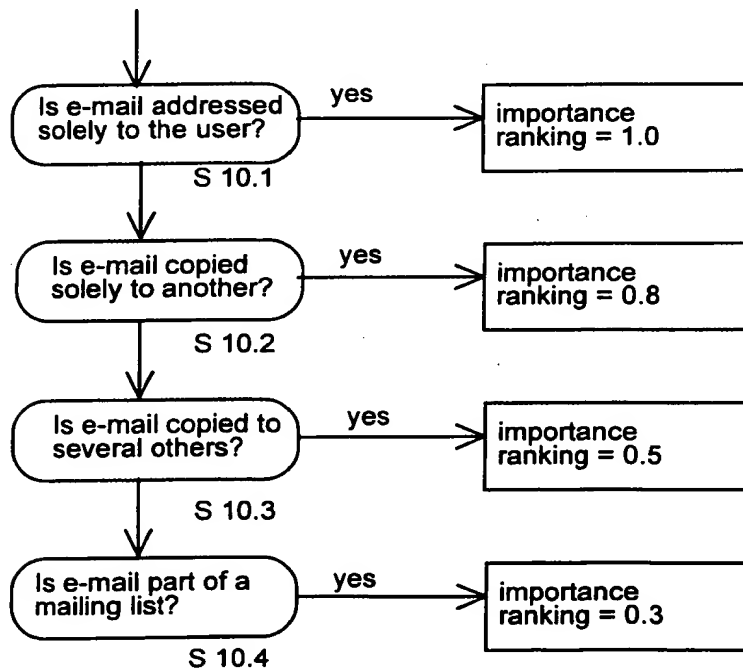 Is e-mail addressed
solely to the user?
yes
importance
ranking = 1.0
S 10.1
Is e-mail copied
solely to another?
yes
importance
ranking = 0.8
S 10.2
Is e-mail copied to
several others?
yes
importance
ranking = 0.5
S 10.3
Is e-mail part of a
mailing list?
yes
importance
ranking = 0.3
S 10.4